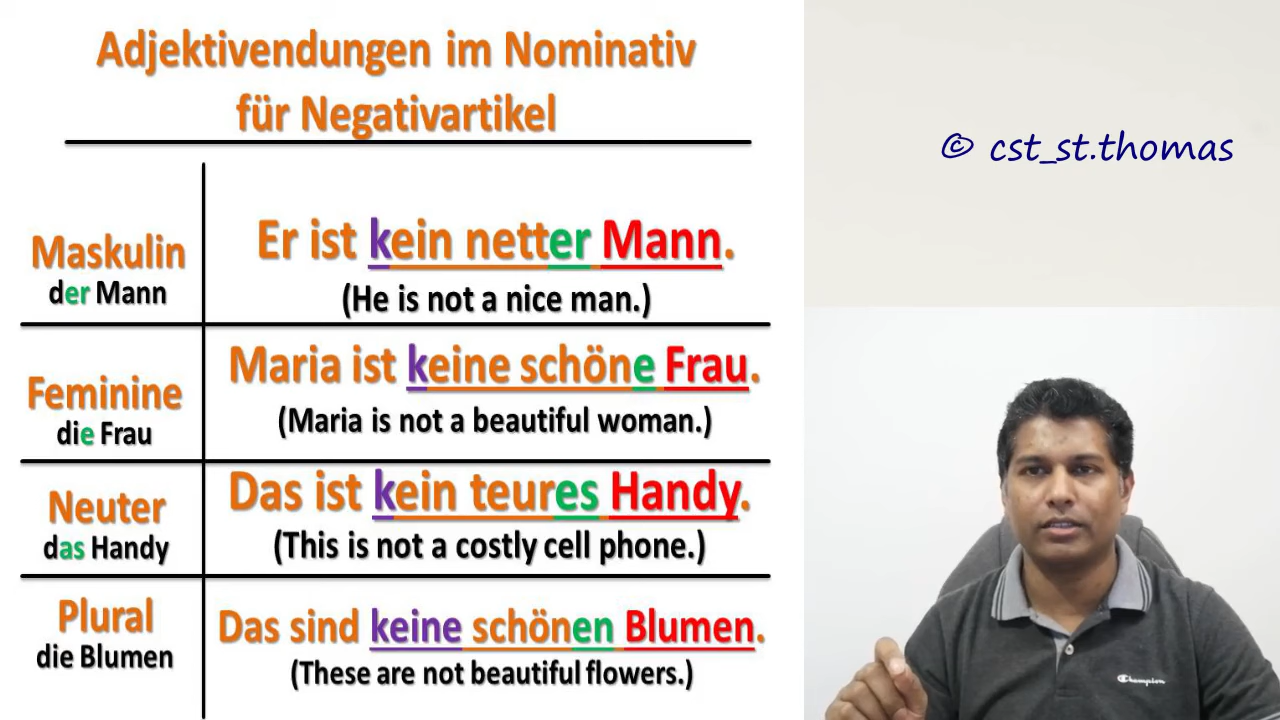 Adjektivendungen im Nominativ
für Negativartikel
Maskulin
der Mann
Er ist kein netter Mann.
(He is not a nice man.)
Feminine
die Frau
Maria ist keine schöne Frau.
(Maria is not a beautiful woman.)
Neuter
das Handy
Das ist kein teures Handy.
(This is not a costly cell phone.)
Plural
die Blumen
Das sind keine schönen Blumen.
(These are not beautiful flowers.)
© cst_st.thomas
Champion